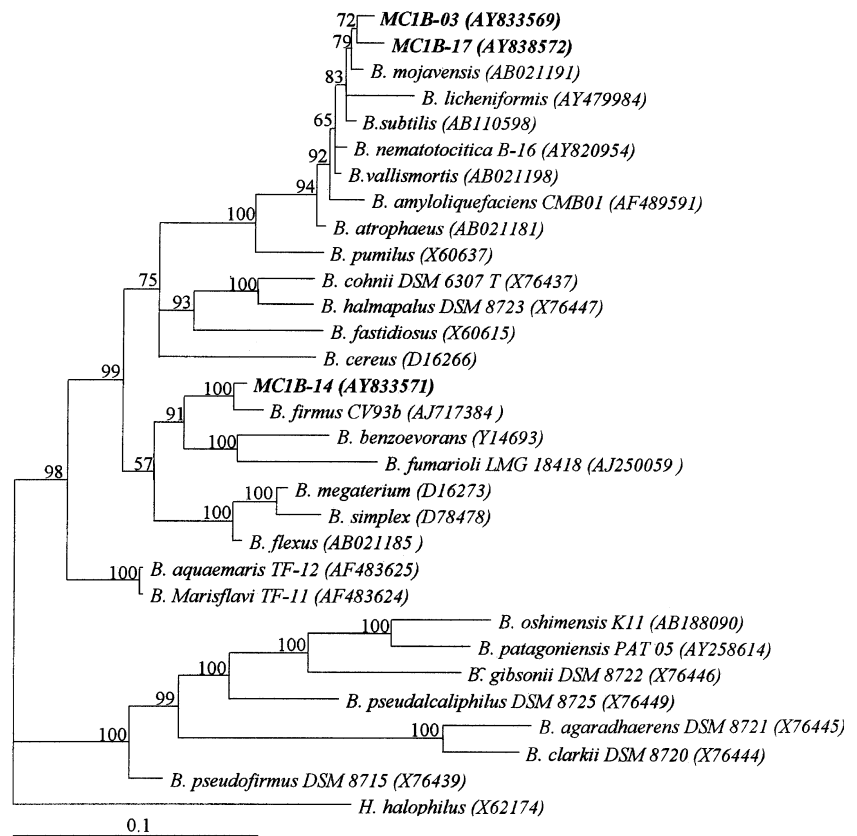 72
MC1B-03 (AY833569)
79
MC1B-17 (AY838572)
B. mojavensis (AB021191)
83
B. licheniformis (AY479984)
65
B.subtilis (AB110598)
92
B. nematotocitica B-16 (AY820954)
B.vallismortis (AB021198)
94
B. amyloliquefaciens CMB01 (AF489591)
100
B. atrophaeus (AB021181)
B. pumilus (X60637)
75
100
B. cohnii DSM 6307 T (X76437)
93
B. halmapalus DSM 8723 (X76447)
B. fastidiosus (X60615)
B. cereus (D16266)
99
100
MC1B-14 (AY833571)
91
B. firmus CV93b (AJ717384 )
100
B. benzoevorans (Y14693)
98
57
B. fumarioli LMG 18418 (AJ250059 )
100
B. megaterium (D16273)
100
B. simplex (D78478)
B. flexus (AB021185 )
100
B. aquaemaris TF-12 (AF483625)
B. Marisflavi TF-11 (AF483624)
100
B. oshimensis K11 (AB188090)
100
B. patagoniensis PAT 05 (AY258614)
100
B. gibsonii DSM 8722 (X76446)
99
B. pseudalcaliphilus DSM 8725 (X76449)
100
100
B. agaradhaerens DSM 8721 (X76445)
B. clarkii DSM 8720 (X76444)
B. pseudofirmus DSM 8715 (X76439)
H. halophilus (X62174)
0.1